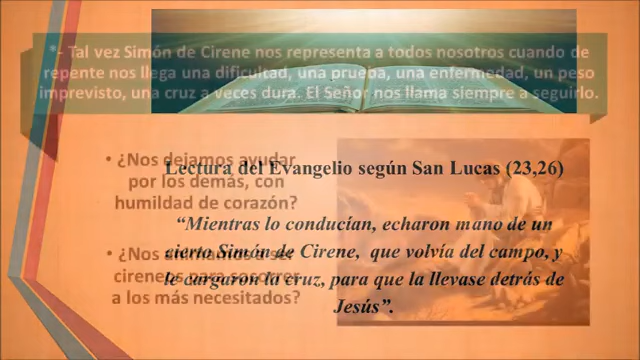 *- Tal vez Simón de Cirene nos representa a todos nosotros cuando de
repente nos llega una dificultad, una prueba, una enfermedad, un peso
imprevisto, una cruz a veces dura. El Señor nos llama siempre a seguirlo.
• ¿Nos dejamos ayudar
por los demás, con
humildad de corazón?
• ¿Nos
cireneos para socorrer
a los más necesitados?
Lectura del Evangelio según San Lucas (23,26)
“Mientras lo conducían, echaron mano de un
cierto Simón de Cirene, que volvía del campo, y
le cargaron la cruz, para que la llevase detrás de
Jesús”.